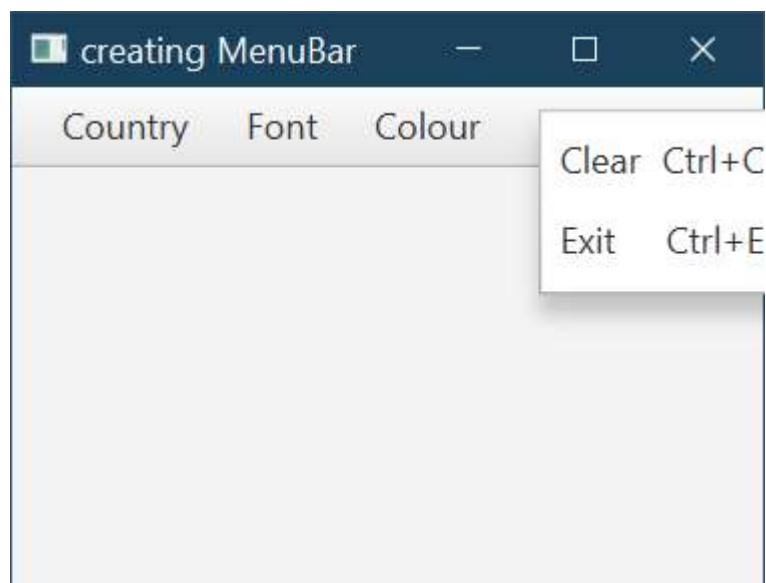 creating MenuBar
Country Font Colour
Clear Ctrl+C
Exit Ctrl+E